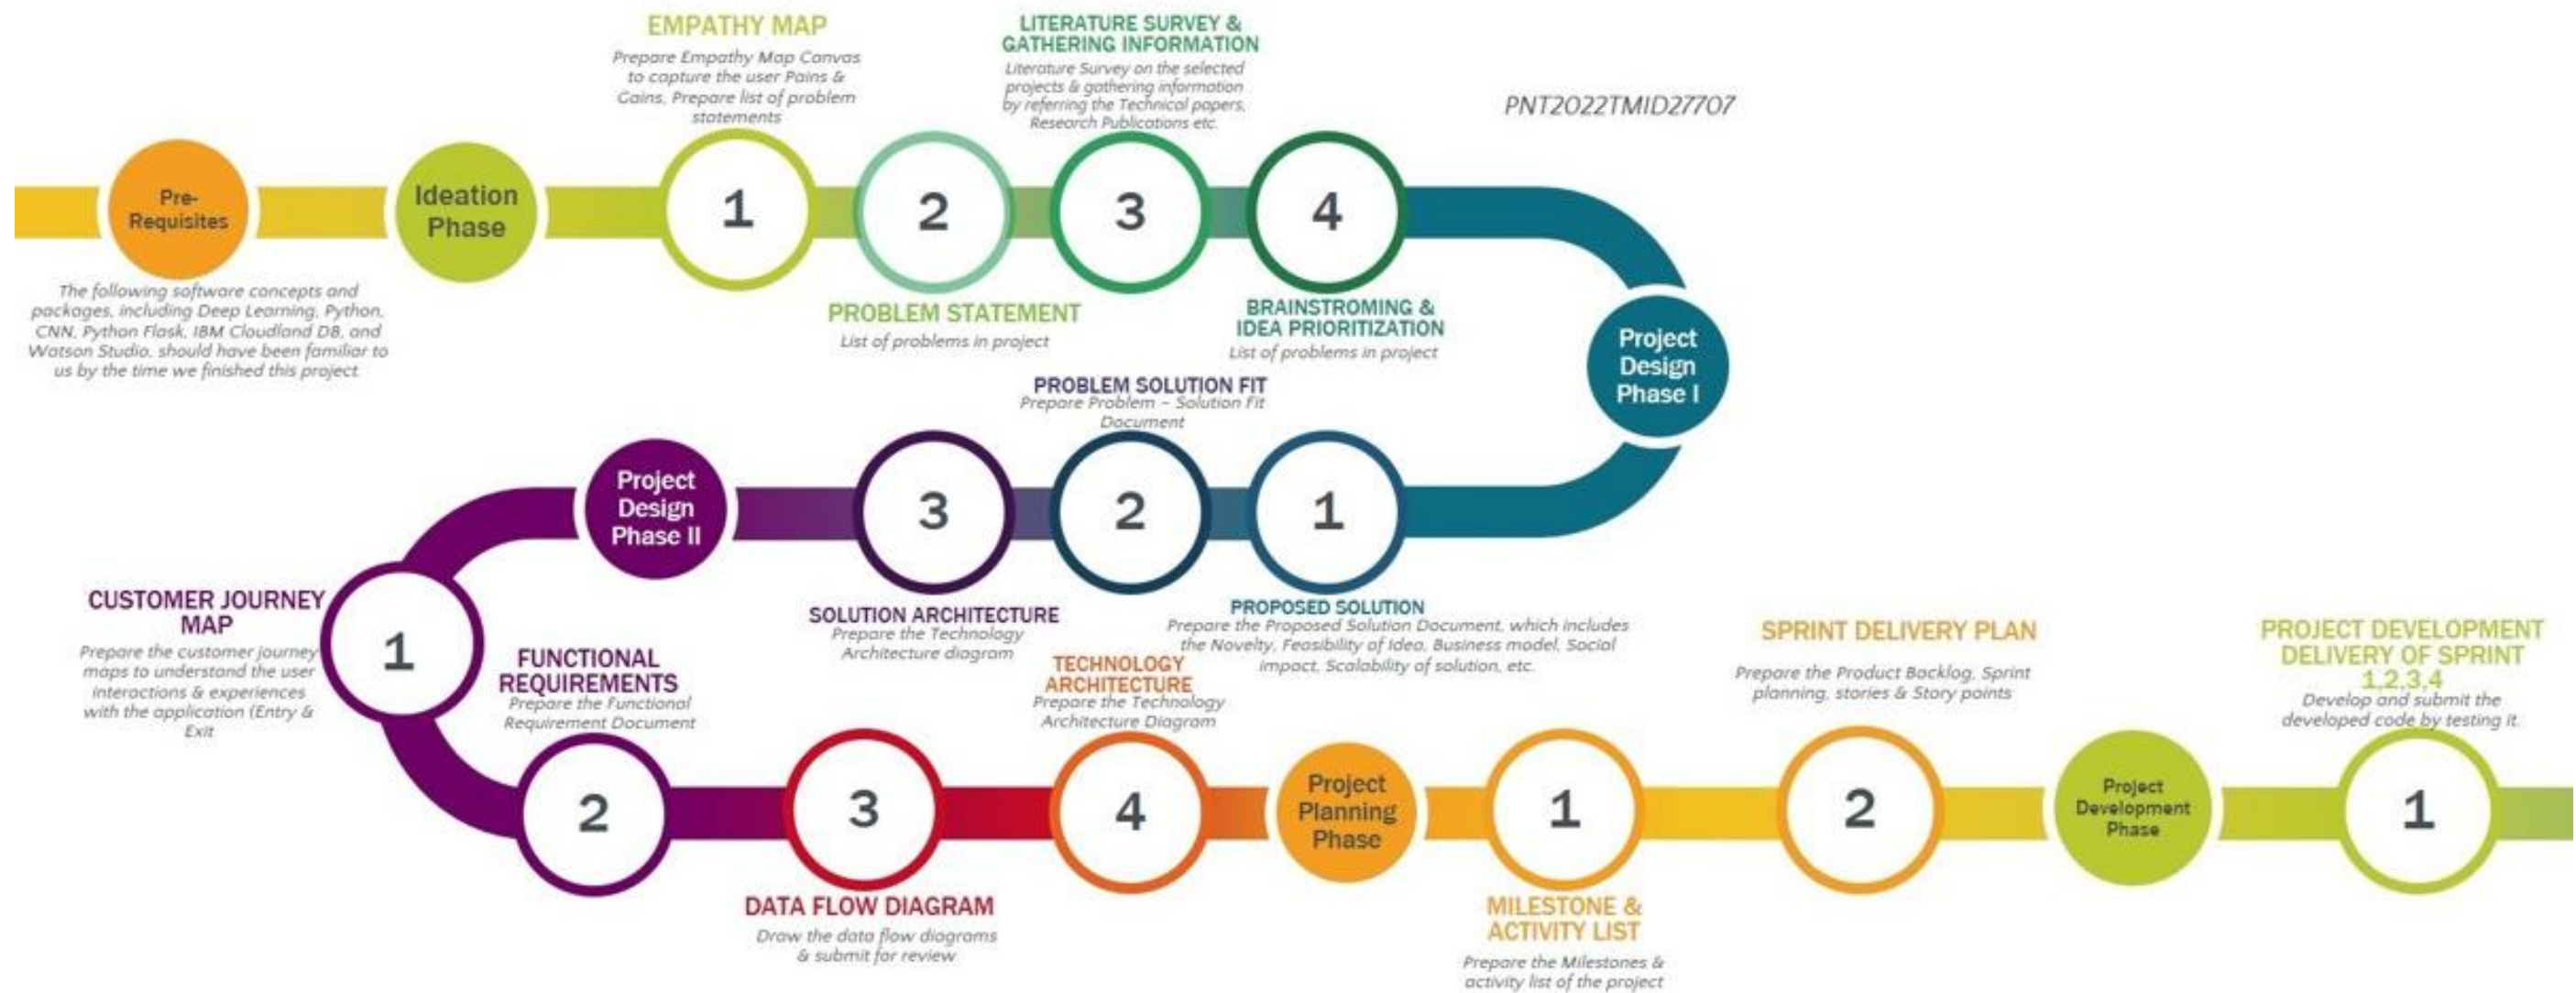 EMPATHY MAP
Prepare Empathy Map Canvas
to capture the user Pains &
Gains, Prepare list of problem
statements
LITERATURE SURVEY &
GATHERING INFORMATION
Literature Survey on the selected
projects & gathering information
by referring the Technical papers,
Research Publications etc.
PNT2022TMID27707
Pre-
Requisites
Ideation
Phase
1
2
3
4
The following software concepts and
packages, including Deep Learning, Python,
CNN, Python Flask, IBM Cloudland DB, and
Watson Studio, should have been familiar to
us by the time we finished this project
PROBLEM STATEMENT
List of problems in project
BRAINSTROMING &
IDEA PRIORITIZATION
List of problems in project
Project
Design
Phase I
PROBLEM SOLUTION FIT
Prepare Problem – Solution Fit
Document
Project
Design
Phase II
3
2
1
SOLUTION ARCHITECTURE
Prepare the Technology
Architecture diagram
PROPOSED SOLUTION
Prepare the Proposed Solution Document, which includes
the Novelty, Feasibility of Idea, Business model, Social
impact, Scalability of solution, etc.
CUSTOMER JOURNEY
MAP
Prepare the customer journey
maps to understand the user
interactions & experiences
with the application (Entry &
Exit
1
FUNCTIONAL
REQUIREMENTS
Prepare the Functional
Requirement Document
TECHNOLOGY
ARCHITECTURE
Prepare the Technology
Architecture Diagram
SPRINT DELIVERY PLAN
Prepare the Product Backlog, Sprint
planning, stories & Story points
PROJECT DEVELOPMENT
DELIVERY OF SPRINT
1,2,3,4
Develop and submit the
developed code by testing it.
2
3
4
Project
Planning
Phase
1
2
Project
Development
Phase
1
DATA FLOW DIAGRAM
Draw the data flow diagrams
& submit for review
MILESTONE &
ACTIVITY LIST
Prepare the Milestones &
activity list of the project